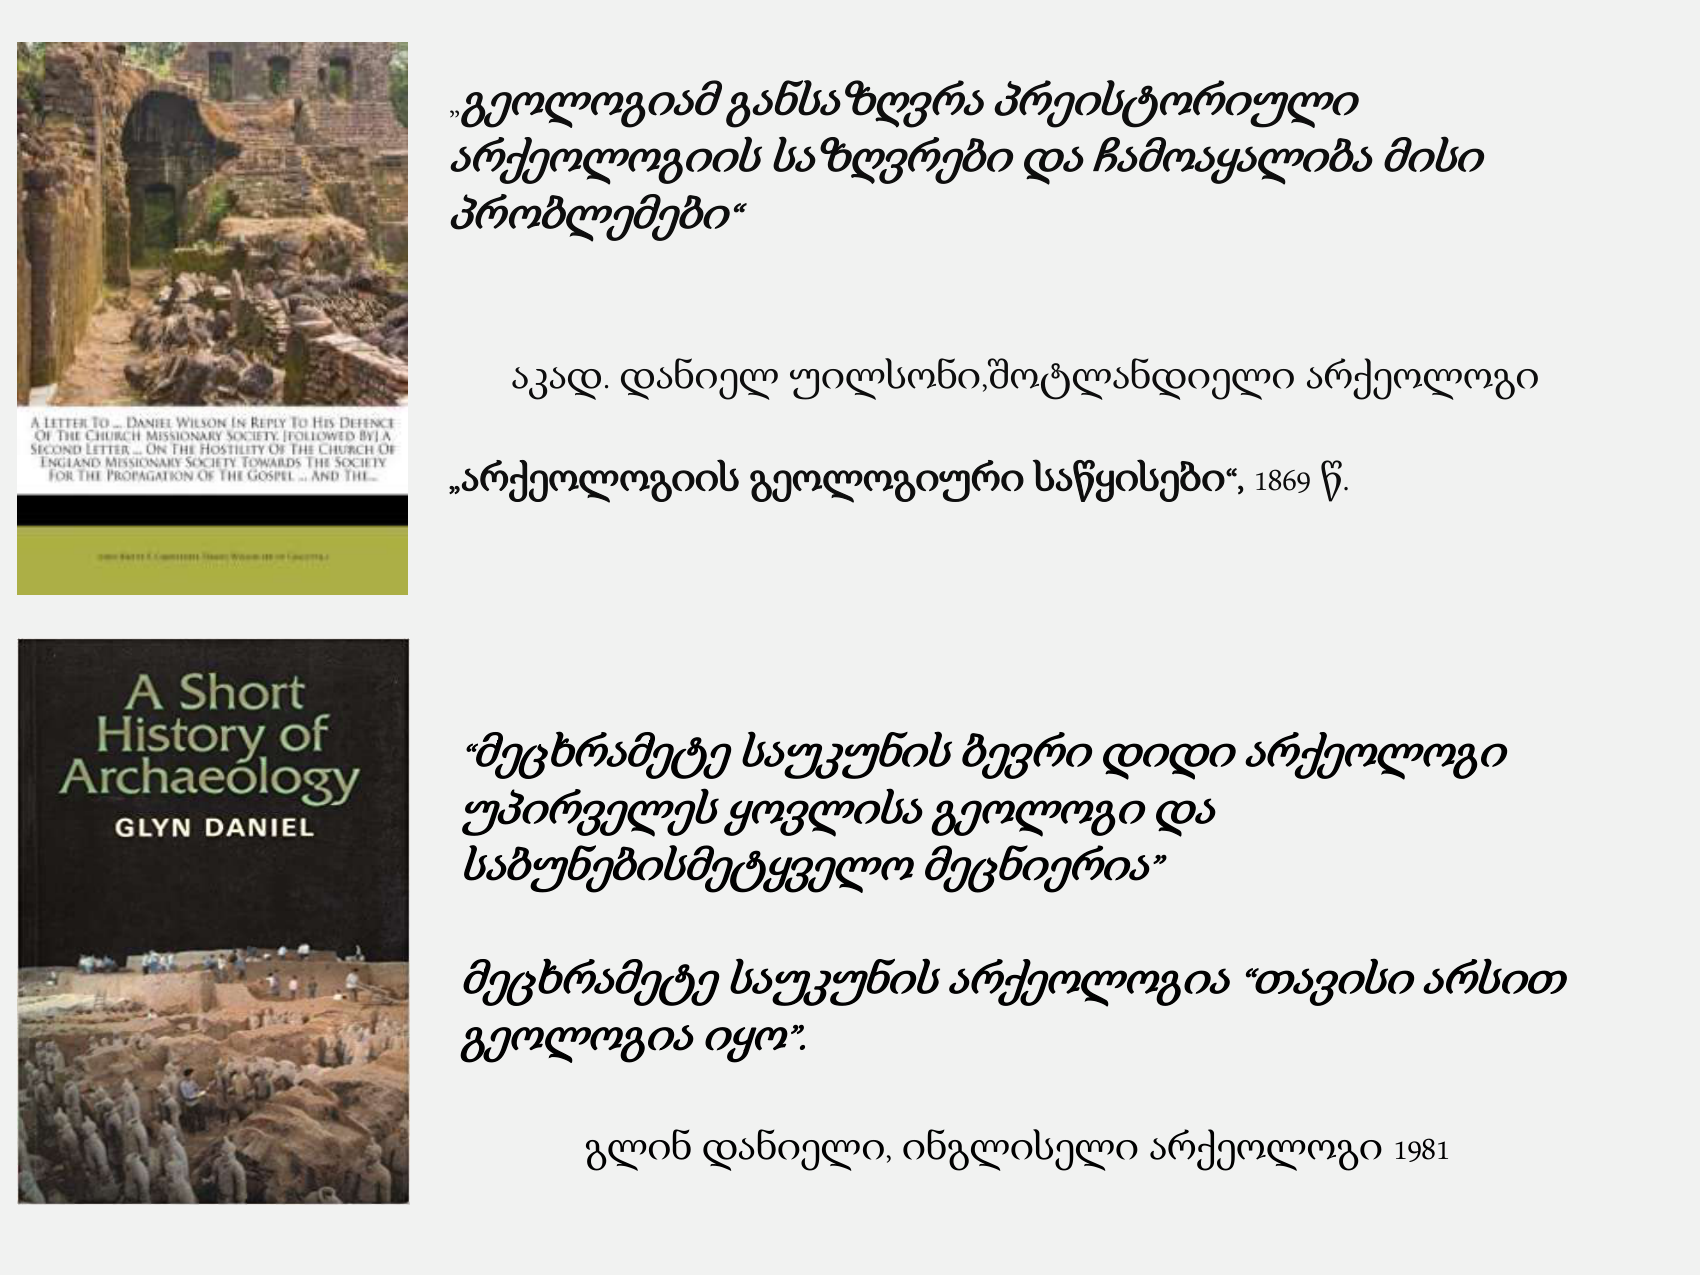 „გეოლოგიამ განსაზღვრა პრეისტორიული
არქეოლოგიის საზღვრები და ჩამოაყალიბა მისი
პრობლემები“
აკად. დანიელ უილსონი,შოტლანდიელი არქეოლოგი
„არქეოლოგიის გეოლოგიური საწყისები“, 1869 წ.
A LETTER TO ... DANIEL WILSON IN REPLY TO HIS DEFENCE
OF THE CHURCH MISSIONARY SOCIETY. [FOLLOWED BY] A
SECOND LETTER ... ON THE HOSTILITY OF THE CHURCH OF
ENGLAND MISSIONARY SOCIETY TOWARDS THE SOCIETY
FOR THE PROPAGATION OF THE GOSPEL ... AND THE...
A Short
History of
Archaeology
GLYN DANIEL
“მეცხრამეტე საუკუნის ბევრი დიდი არქეოლოგი
უპირველეს ყოვლისა გეოლოგი და
საბუნებისმეტყველო მეცნიერია”
მეცხრამეტე საუკუნის არქეოლოგია “თავისი არსით
გეოლოგია იყო”.
გლინ დანიელი, ინგლისელი არქეოლოგი 1981